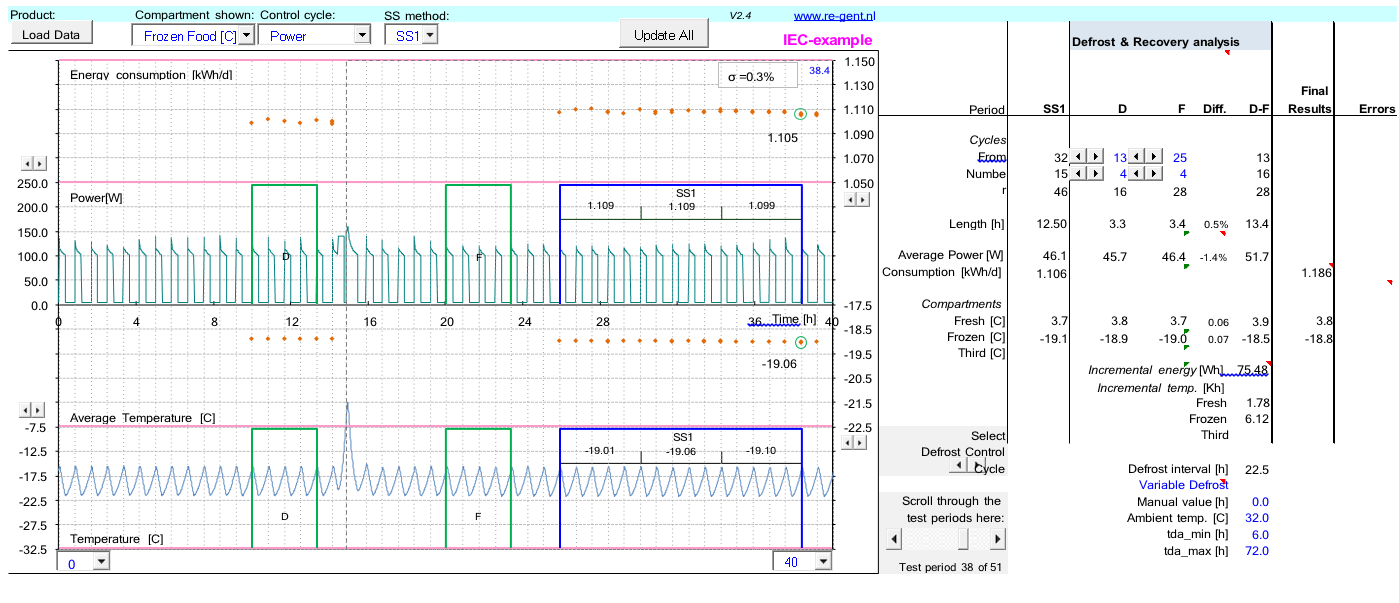 Product: Compartment shown: Control cycle: SS method: V2.4 www.re-gent.nl
Load Data Frozen Food [C] Power SS1 Update All IEC-example
Defrost & Recovery analysis
Energy consumption [kWh/d] σ =0.3% 38.4 1.150
1.130
1.110
1.105
1.090
1.070
250.0 1.050
Power[W] SS1
200.0 1.109 1.109 1.099
150.0
100.0 D F
50.0
0.0 -17.5
0 4 8 12 16 20 24 28 36 40
Time [h]
-18.5
-19.5
-19.06
-20.5
-21.5
Average Temperature [C]
-7.5 -22.5
SS1
-12.5 -19.01 -19.06 -19.10
-17.5
-22.5
D F
-27.5
Temperature [C]
-32.5
0 40
Final
Period SS1 D F Diff. D-F Results Errors
Cycles
From 32 13 25 13
Numbe 15 4 4 16
r 46 16 28 28
Length [h] 12.50 3.3 3.4 0.5% 13.4
Average Power [W] 46.1 45.7 46.4 -1.4% 51.7
Consumption [kWh/d] 1.106 1.186
Compartments
Fresh [C] 3.7 3.8 3.7 0.06 3.9 3.8
Frozen [C] -19.1 -18.9 -19.0 0.07 -18.5 -18.8
Third [C]
Incremental energy [Wh] 75.48
Incremental temp. [Kh]
Fresh 1.78
Frozen 6.12
Third
Select
Defrost Control
Cycle
Defrost interval [h] 22.5
Variable Defrost
Manual value [h] 0.0
Ambient temp. [C] 32.0
tda_min [h] 6.0
tda_max [h] 72.0
Scroll through the
test periods here:
Test period 38 of 51